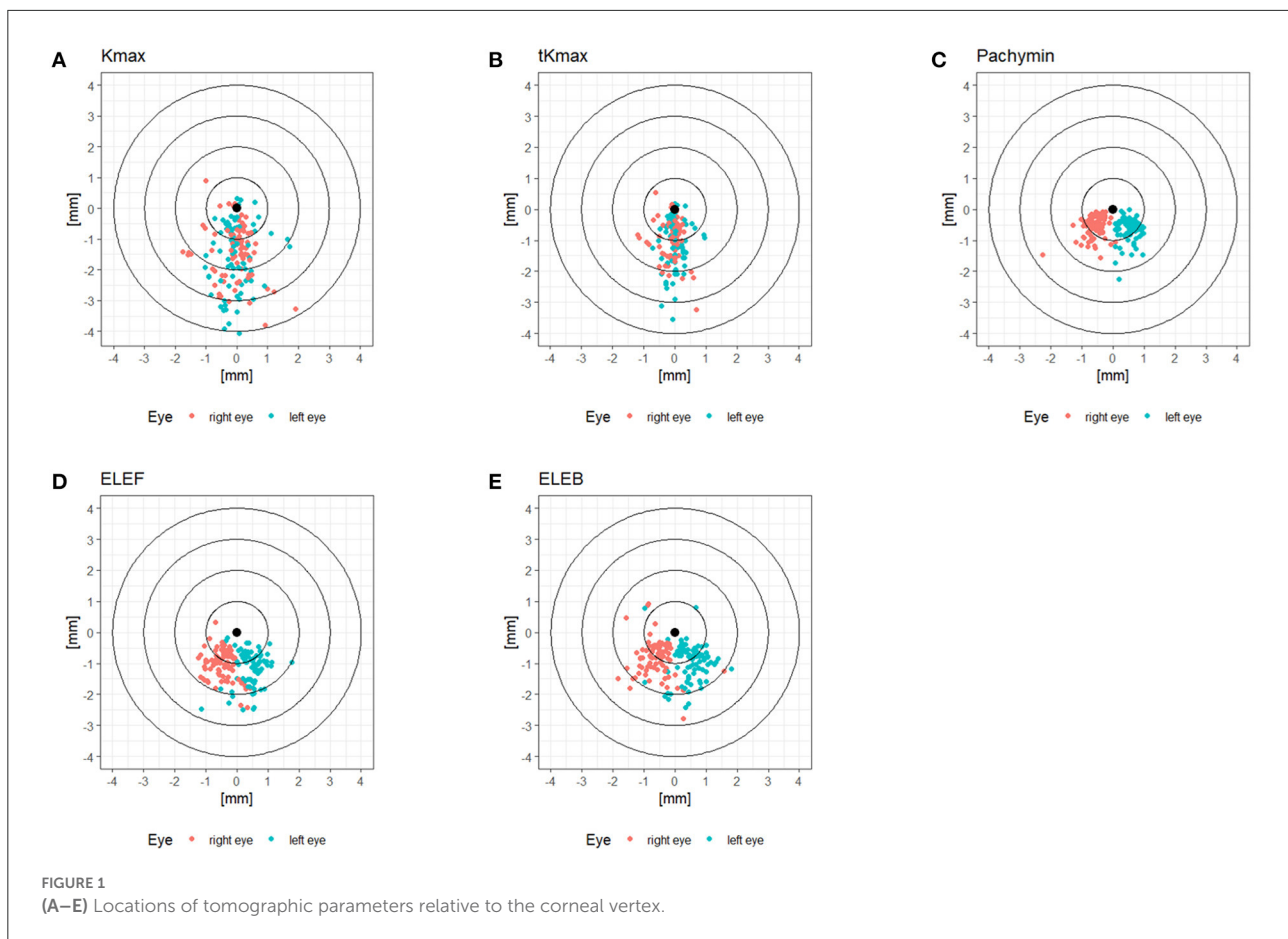 A Kmax
4
3
2
1
0
-1
-2
-3
-4
[mm]
-4 -3 -2 -1 0 1 2 3 4
[mm]
Eye right eye left eye
B tKmax
4
3
2
1
0
-1
-2
-3
-4
[mm]
-4 -3 -2 -1 0 1 2 3 4
[mm]
Eye right eye left eye
C Pachymin
4
3
2
1
0
-1
-2
-3
-4
[mm]
-4 -3 -2 -1 0 1 2 3 4
[mm]
Eye right eye left eye
D ELEF
4
3
2
1
0
-1
-2
-3
-4
[mm]
-4 -3 -2 -1 0 1 2 3 4
[mm]
Eye right eye left eye
E ELEB
4
3
2
1
0
-1
-2
-3
-4
[mm]
-4 -3 -2 -1 0 1 2 3 4
[mm]
Eye right eye left eye
FIGURE 1
(A–E) Locations of tomographic parameters relative to the corneal vertex.